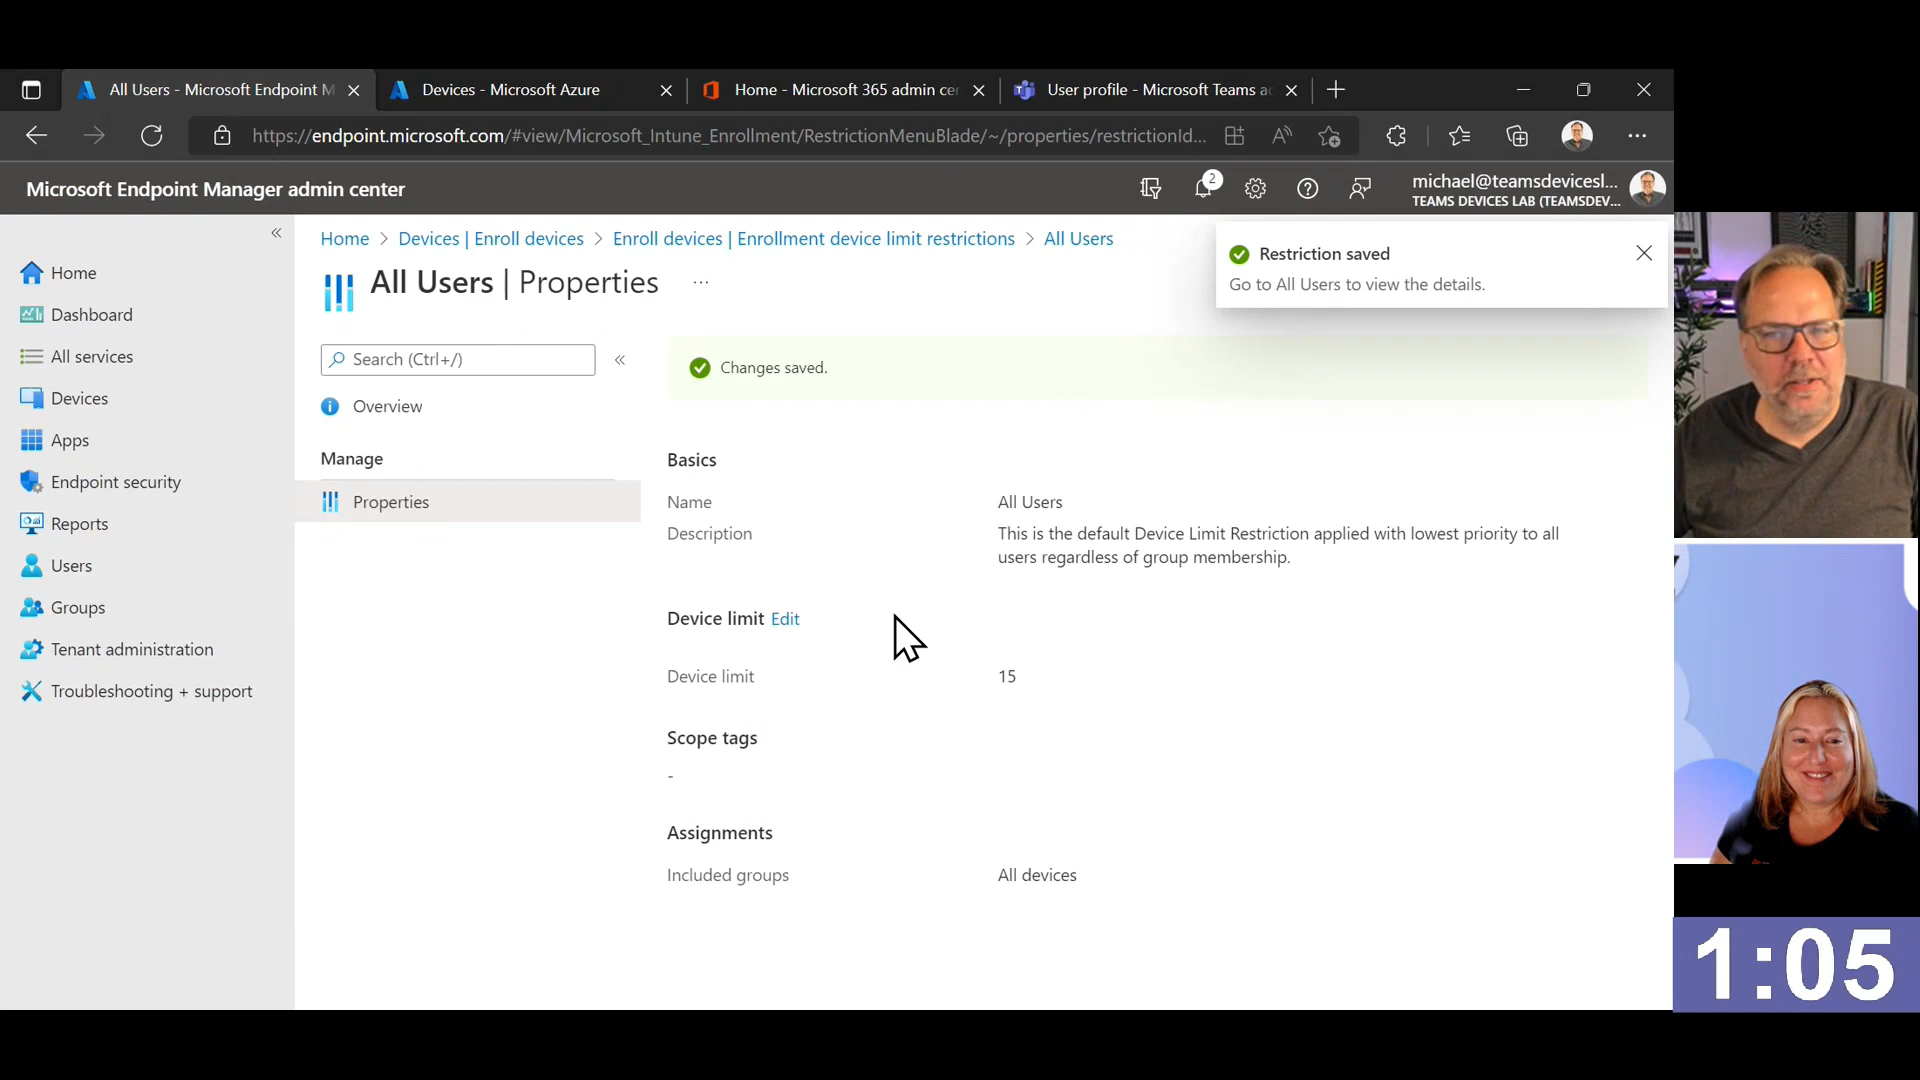 All Users - Microsoft Endpoint M
Devices - Microsoft Azure
Home - Microsoft 365 admin cen
User profile - Microsoft Teams ad
https://endpoint.microsoft.com/#view/Microsoft_Intune_Enrollment/RestrictionMenuBlade/~/properties/restrictionId...
Microsoft Endpoint Manager admin center
2
michael@teamsdevicesl...
TEAMS DEVICES LAB (TEAMSDEV...
Home
Dashboard
All services
Devices
Apps
Endpoint security
Reports
Users
Groups
Tenant administration
Troubleshooting + support
Home > Devices | Enroll devices > Enroll devices | Enrollment device limit restrictions > All Users
All Users | Properties
...
Restriction saved
Go to All Users to view the details.
Search (Ctrl+/)
Overview
Manage
Properties
Changes saved.
Basics
Name All Users
Description This is the default Device Limit Restriction applied with lowest priority to all
users regardless of group membership.
Device limit Edit
Device limit 15
Scope tags
-
Assignments
Included groups All devices
1:05